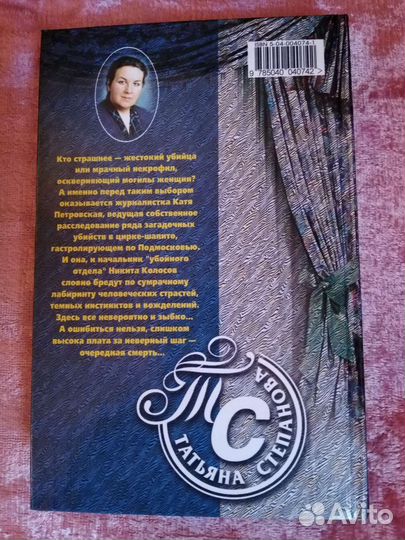 ISBN 5-04-004074-1
9 785040 040742 >
Кто страшнее — жестокий убийца
или мрачный некрофил,
оскверняющий могилы женщин?
А именно перед таким выбором
оказывается журналистка Катя
Петровская, ведущая собственное
расследование ряда загадочных
убийств в цирке-шапито,
гастролирующем по Подмосковью.
И она, и начальник "убойного
отдела" Никита Колосов
словно бредут по сумрачному
лабиринту человеческих страстей,
темных инстинктов и вожделений.
Здесь все невероятно и зыбко...
А ошибиться нельзя, слишком
высока плата за неверный шаг —
очередная смерть...
ТС
ТАТЬЯНА СТЕПАНОВА
Avito